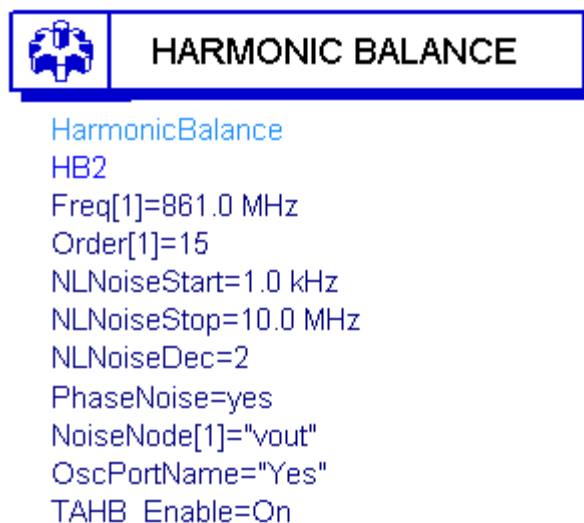 HARMONIC BALANCE
HarmonicBalance
HB2
Freq[1]=861.0 MHz
Order[1]=15
NLNoiseStart=1.0 kHz
NLNoiseStop=10.0 MHz
NLNoiseDec=2
PhaseNoise=yes
NoiseNode[1]="vout"
OscPortName="Yes"
TAHB_Enable=On